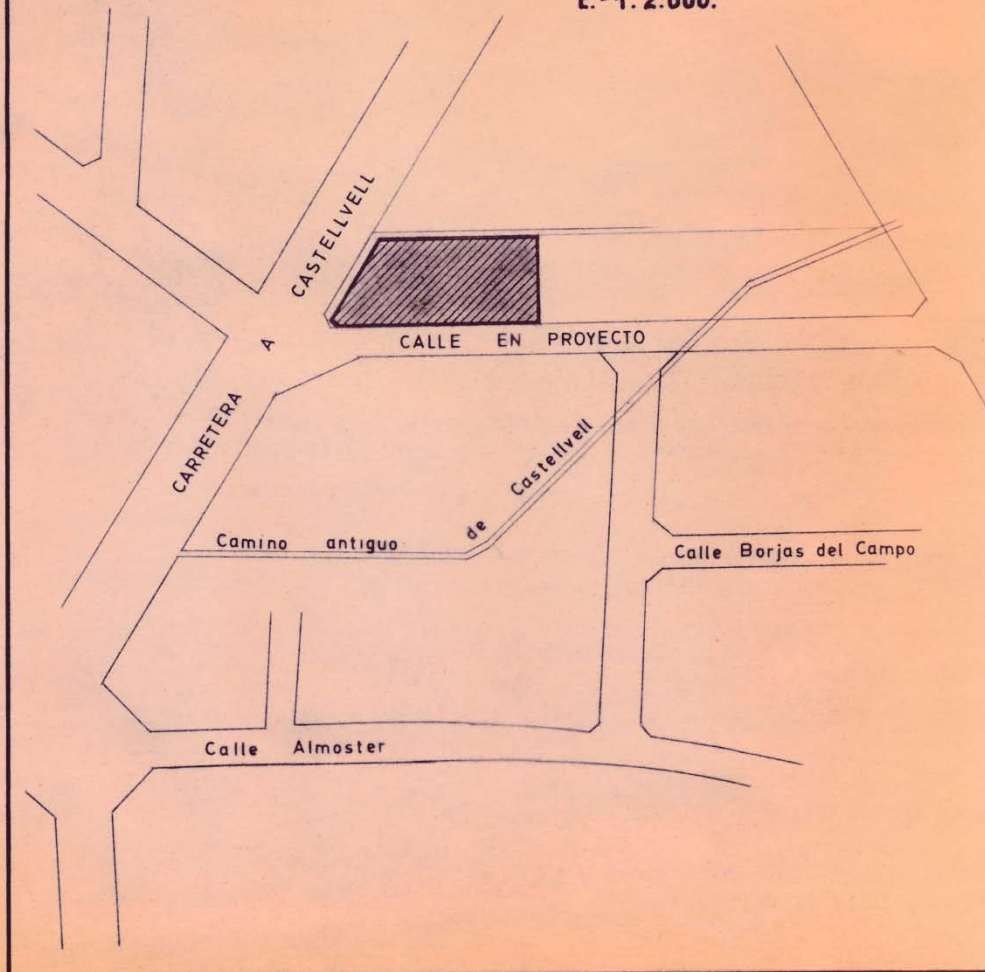 E.-1:2.000.
CARRETERA A CASTELLVELL
CALLE EN PROYECTO
Camino antiguo de Castellvell
Calle Borjas del Campo
Calle Almoster